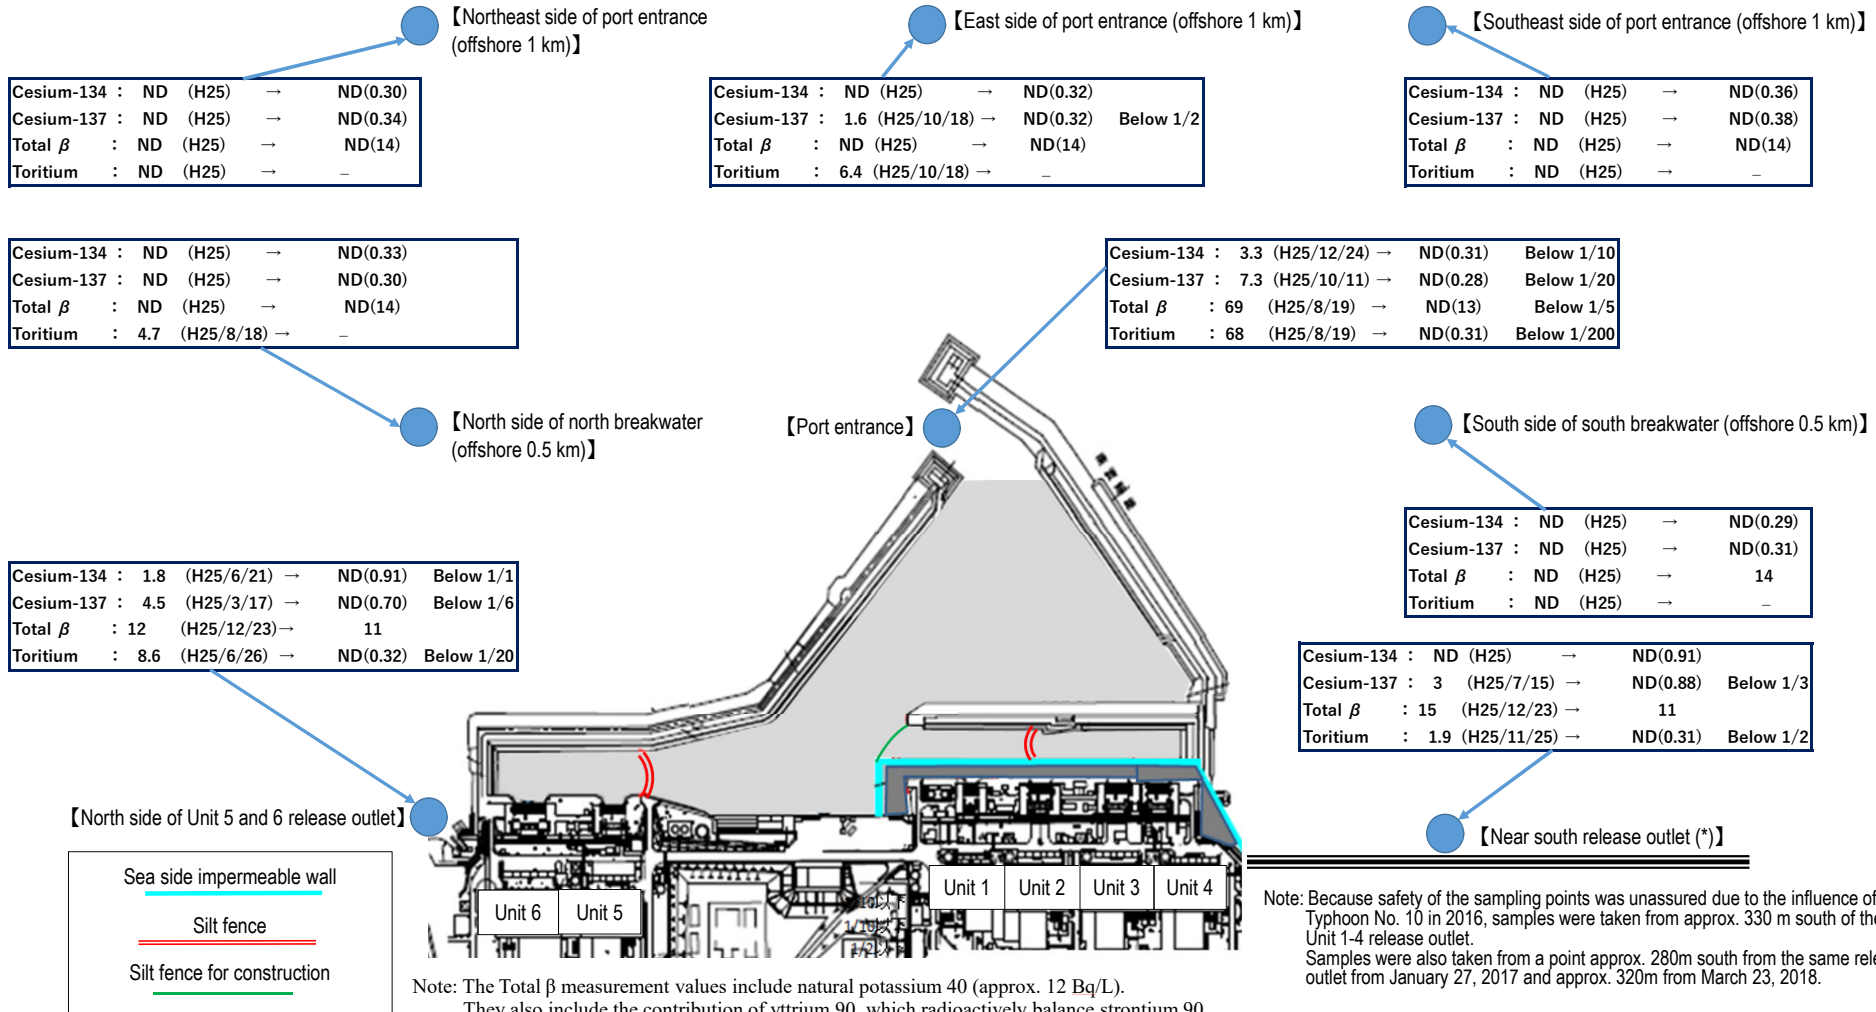 【Northeast side of port entrance
(offshore 1 km)】
【East side of port entrance (offshore 1 km)】
【Southeast side of port entrance (offshore 1 km)】
Cesium-134 : ND (H25) → ND(0.30)
Cesium-137 : ND (H25) → ND(0.34)
Total β : ND (H25) → ND(14)
Toritium : ND (H25) → –
Cesium-134 : ND (H25) → ND(0.32)
Cesium-137 : 1.6 (H25/10/18) → ND(0.32) Below 1/2
Total β : ND (H25) → ND(14)
Toritium : 6.4 (H25/10/18) → –
Cesium-134 : ND (H25) → ND(0.36)
Cesium-137 : ND (H25) → ND(0.38)
Total β : ND (H25) → ND(14)
Toritium : ND (H25) → –
Cesium-134 : ND (H25) → ND(0.33)
Cesium-137 : ND (H25) → ND(0.30)
Total β : ND (H25) → ND(14)
Toritium : 4.7 (H25/8/18) → –
Cesium-134 : 3.3 (H25/12/24) → ND(0.31) Below 1/10
Cesium-137 : 7.3 (H25/10/11) → ND(0.28) Below 1/20
Total β : 69 (H25/8/19) → ND(13) Below 1/5
Toritium : 68 (H25/8/19) → ND(0.31) Below 1/200
【North side of north breakwater
(offshore 0.5 km)】
【Port entrance】
【South side of south breakwater (offshore 0.5 km)】
Cesium-134 : ND (H25) → ND(0.29)
Cesium-137 : ND (H25) → ND(0.31)
Total β : ND (H25) → 14
Toritium : ND (H25) → –
Cesium-134 : 1.8 (H25/6/21) → ND(0.91) Below 1/1
Cesium-137 : 4.5 (H25/3/17) → ND(0.70) Below 1/6
Total β : 12 (H25/12/23)→ 11
Toritium : 8.6 (H25/6/26) → ND(0.32) Below 1/20
Cesium-134 : ND (H25) → ND(0.91)
Cesium-137 : 3 (H25/7/15) → ND(0.88) Below 1/3
Total β : 15 (H25/12/23) → 11
Toritium : 1.9 (H25/11/25) → ND(0.31) Below 1/2
【North side of Unit 5 and 6 release outlet】
【Near south release outlet (*)】
Sea side impermeable wall
Silt fence
Silt fence for construction
Unit 6
Unit 5
Unit 1
Unit 2
Unit 3
Unit 4
Note: Because safety of the sampling points was unassured due to the influence of
Typhoon No. 10 in 2016, samples were taken from approx. 330 m south of the
Unit 1-4 release outlet.
Samples were also taken from a point approx. 280m south from the same rele
outlet from January 27, 2017 and approx. 320m from March 23, 2018.
Note: The Total β measurement values include natural potassium 40 (approx. 12 Bq/L).
They also include the contribution of yttrium 90, which radioactively balance strontium 90.